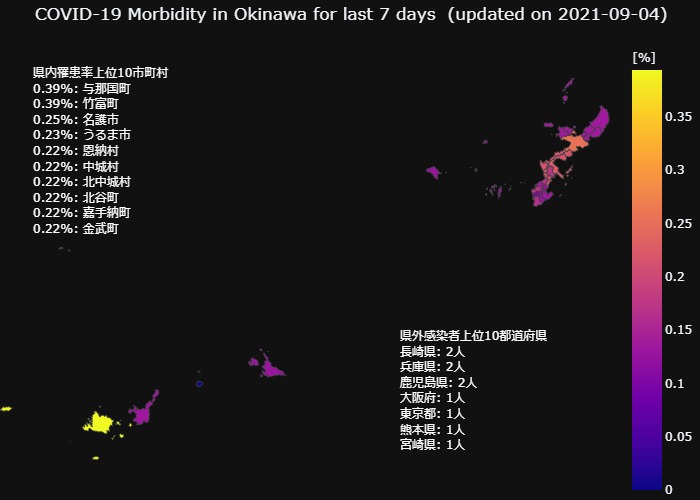 COVID-19 Morbidity in Okinawa for last 7 days (updated on 2021-09-04)
[%]
県内罹患率上位10市町村
0.39%: 与那国町
0.39%: 竹富町
0.25%: 名護市
0.23%: うるま市
0.22%: 恩納村
0.22%: 中城村
0.22%: 北中城村
0.22%: 北谷町
0.22%: 嘉手納町
0.22%: 金武町
県外感染者上位10都道府県
長崎県: 2人
兵庫県: 2人
鹿児島県: 2人
大阪府: 1人
東京都: 1人
熊本県: 1人
宮崎県: 1人
0.35
0.3
0.25
0.2
0.15
0.1
0.05
0